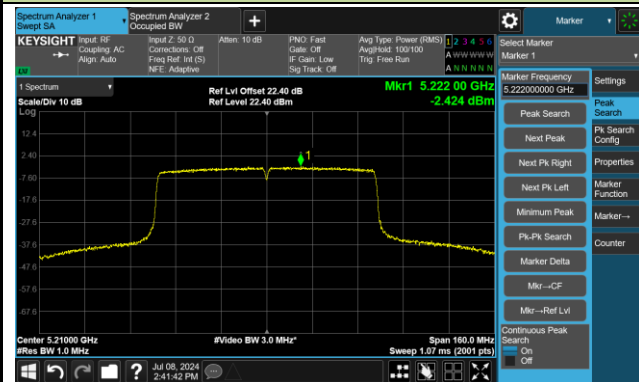 Spectrum Analyzer 1
Swept SA
Spectrum Analyzer 2
Occupied BW
Marker
KEYSIGHT
Input: RF
Coupling: AC
Align: Auto
Input Z: 50 Ω
Corrections: Off
Freq Ref: Int (S)
NFE: Adaptive
Atten: 10 dB
PNO: Fast
Gate: Off
IF Gain: Low
Sig Track: Off
Avg Type: Power (RMS)
Avg|Hold: 100/100
Trig: Free Run
1 2 3 4 5 6
A W W W W W
A N N N N N
Select Marker
Marker 1
1 Spectrum
Scale/Div 10 dB
Log
Ref Lvl Offset 22.40 dB
Ref Level 22.40 dBm
Mkr1 5.222 00 GHz
-2.424 dBm
12.4
2.40
-7.60
-17.6
-27.6
-37.6
-47.6
-57.6
-67.6
1
Center 5.21000 GHz
#Res BW 1.0 MHz
#Video BW 3.0 MHz*
Span 160.0 MHz
Sweep 1.07 ms (2001 pts)
Marker Frequency
5.222000000 GHz
Peak Search
Next Peak
Next Pk Right
Next Pk Left
Minimum Peak
Pk-Pk Search
Marker Delta
Mkr→CF
Mkr→Ref Lvl
Continuous Peak
Search
On
Off
Settings
Peak
Search
Pk Search
Config
Properties
Marker
Function
Marker→
Counter
Jul 08, 2024
2:41:42 PM